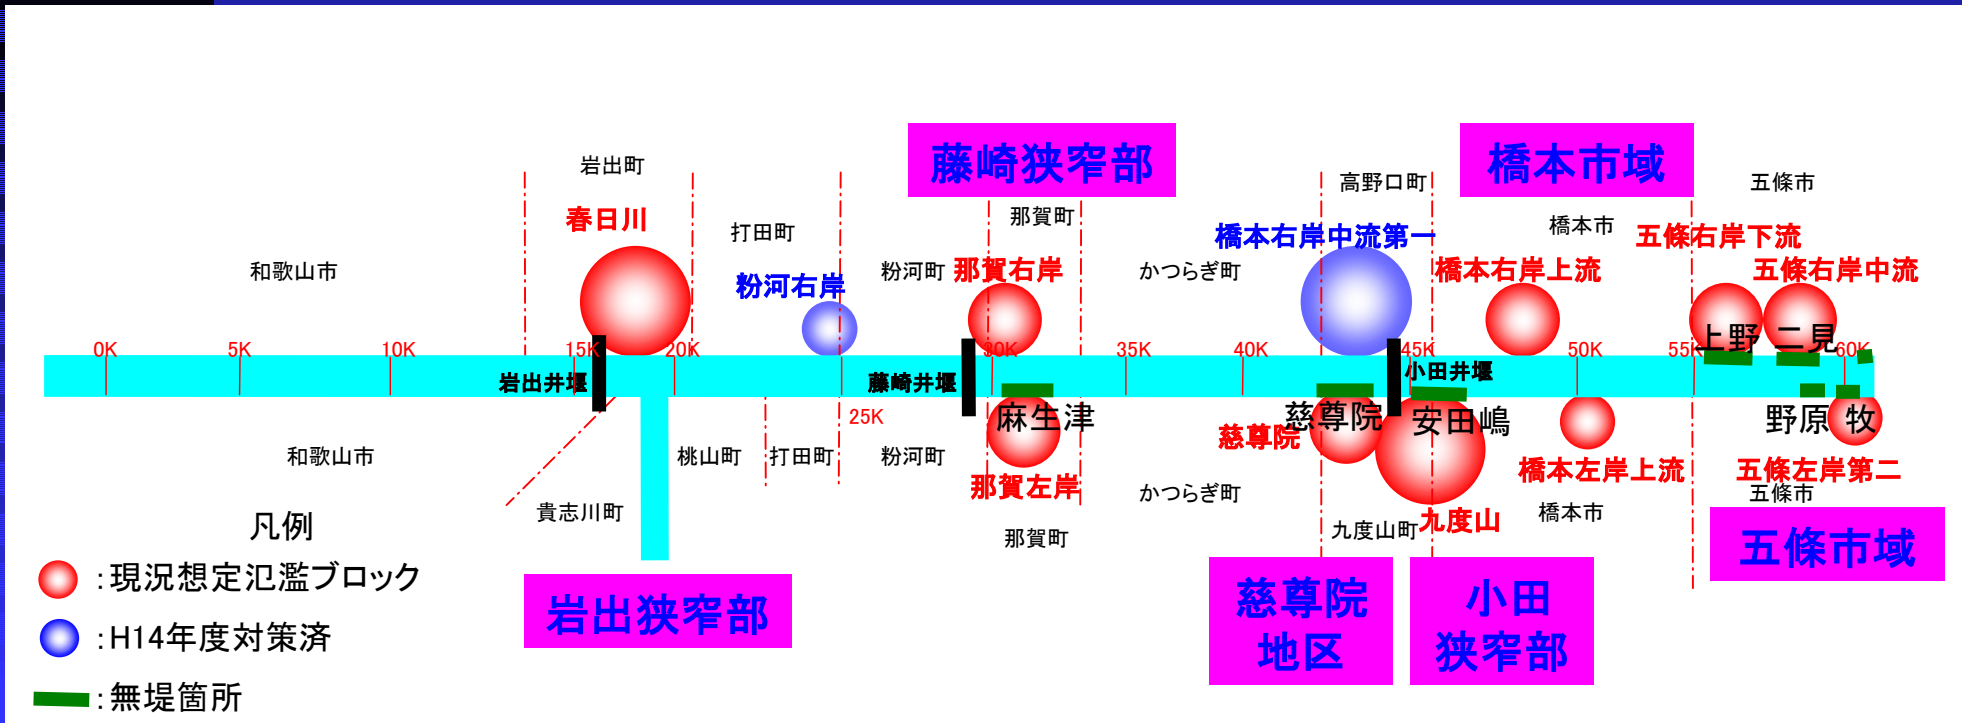 藤崎狭窄部
橋本市域
岩出町
高野口町
五條市
春日川
打田町
那賀町
橋本市
橋本右岸中流第一
五條右岸下流
和歌山市
粉河右岸
粉河町
那賀右岸
かつらぎ町
橋本右岸上流
五條右岸中流
上野
二見
0K
5K
10K
15K
20K
30K
35K
40K
45K
50K
55K
60K
岩出井堰
藤崎井堰
小田井堰
25K
麻生津
慈尊院
安田嶋
野原
牧
和歌山市
桃山町
打田町
粉河町
慈尊院
那賀左岸
かつらぎ町
橋本左岸上流
五條左岸第二
五條市
貴志川町
那賀町
九度山町
九度山
橋本市
五條市域
岩出狭窄部
慈尊院
地区
小田
狭窄部
凡例
:現況想定氾濫ブロック
:H14年度対策済
:無堤箇所